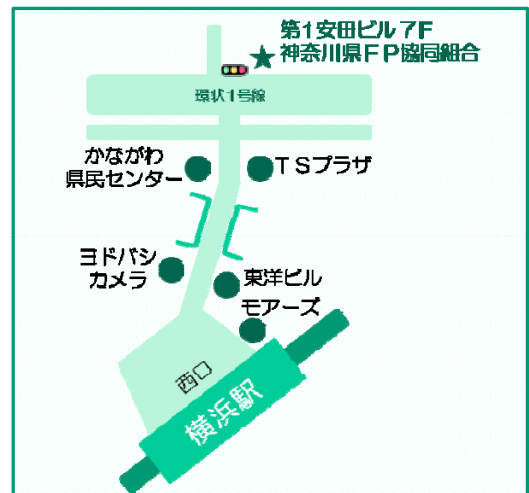 第1安田ビル7F
神奈川県FP協同組合
環状1号線
かながわ
県民センター
TSプラザ
ヨドバシ
カメラ
東洋ビル
モアーズ
西口
横浜駅